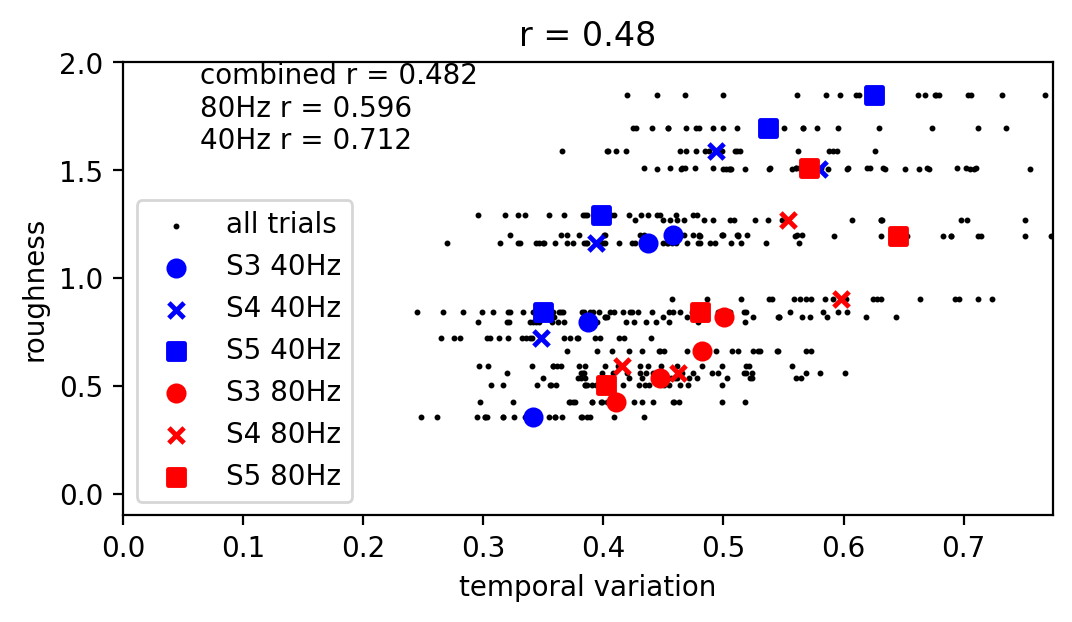 r = 0.48
combined r = 0.482
80Hz r = 0.596
40Hz r = 0.712
all trials
S3 40Hz
S4 40Hz
S5 40Hz
S3 80Hz
S4 80Hz
S5 80Hz
roughness
2.0
1.5
1.0
0.5
0.0
0.0 0.1 0.2 0.3 0.4 0.5 0.6 0.7
temporal variation